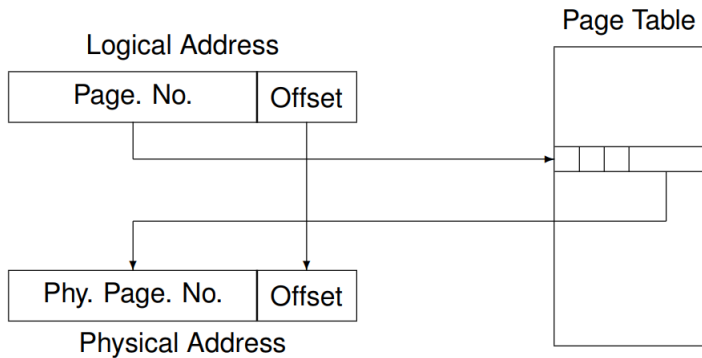 Page Table
Logical Address
Page. No.
Offset
Phy. Page. No.
Offset
Physical Address